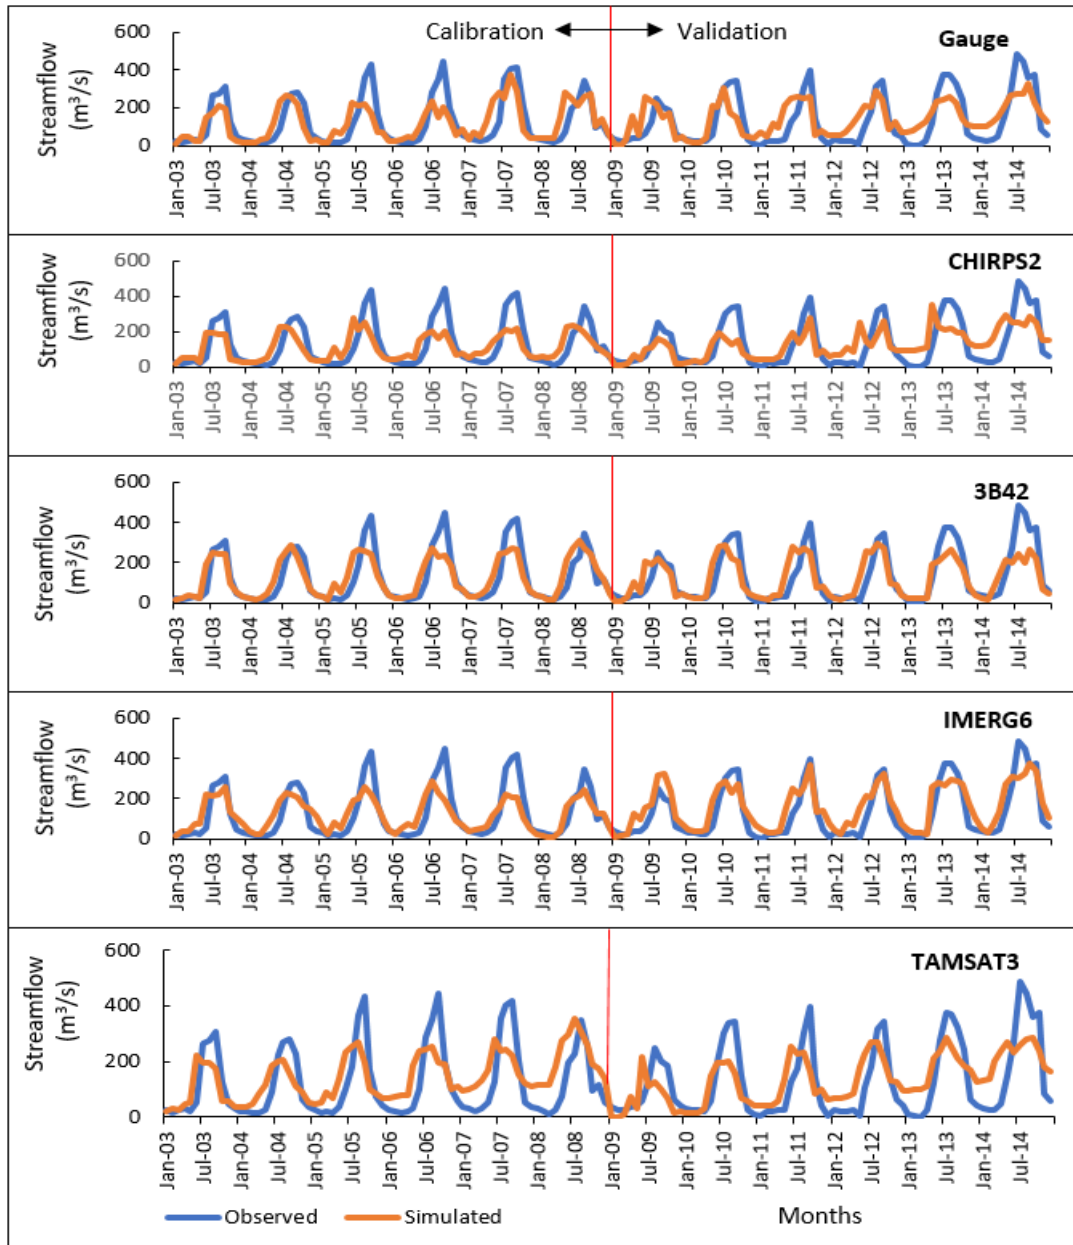 Calibration
Validation
Gauge
Streamflow
(m³/s)
600
400
200
0
Jan-03
Jul-03
Jan-04
Jul-04
Jan-05
Jul-05
Jan-06
Jul-06
Jan-07
Jul-07
Jan-08
Jul-08
Jan-09
Jul-09
Jan-10
Jul-10
Jan-11
Jul-11
Jan-12
Jul-12
Jan-13
Jul-13
Jan-14
Jul-14
CHIRPS2
Streamflow
(m³/s)
600
400
200
0
Jan-03
Jul-03
Jan-04
Jul-04
Jan-05
Jul-05
Jan-06
Jul-06
Jan-07
Jul-07
Jan-08
Jul-08
Jan-09
Jul-09
Jan-10
Jul-10
Jan-11
Jul-11
Jan-12
Jul-12
Jan-13
Jul-13
Jan-14
Jul-14
3B42
Streamflow
(m³/s)
600
400
200
0
Jan-03
Jul-03
Jan-04
Jul-04
Jan-05
Jul-05
Jan-06
Jul-06
Jan-07
Jul-07
Jan-08
Jul-08
Jan-09
Jul-09
Jan-10
Jul-10
Jan-11
Jul-11
Jan-12
Jul-12
Jan-13
Jul-13
Jan-14
Jul-14
IMERG6
Streamflow
(m³/s)
600
400
200
0
Jan-03
Jul-03
Jan-04
Jul-04
Jan-05
Jul-05
Jan-06
Jul-06
Jan-07
Jul-07
Jan-08
Jul-08
Jan-09
Jul-09
Jan-10
Jul-10
Jan-11
Jul-11
Jan-12
Jul-12
Jan-13
Jul-13
Jan-14
Jul-14
TAMSAT3
Streamflow
(m³/s)
600
400
200
0
Jan-03
Jul-03
Jan-04
Jul-04
Jan-05
Jul-05
Jan-06
Jul-06
Jan-07
Jul-07
Jan-08
Jul-08
Jan-09
Jul-09
Jan-10
Jul-10
Jan-11
Jul-11
Jan-12
Jul-12
Jan-13
Jul-13
Jan-14
Jul-14
Observed
Simulated
Months